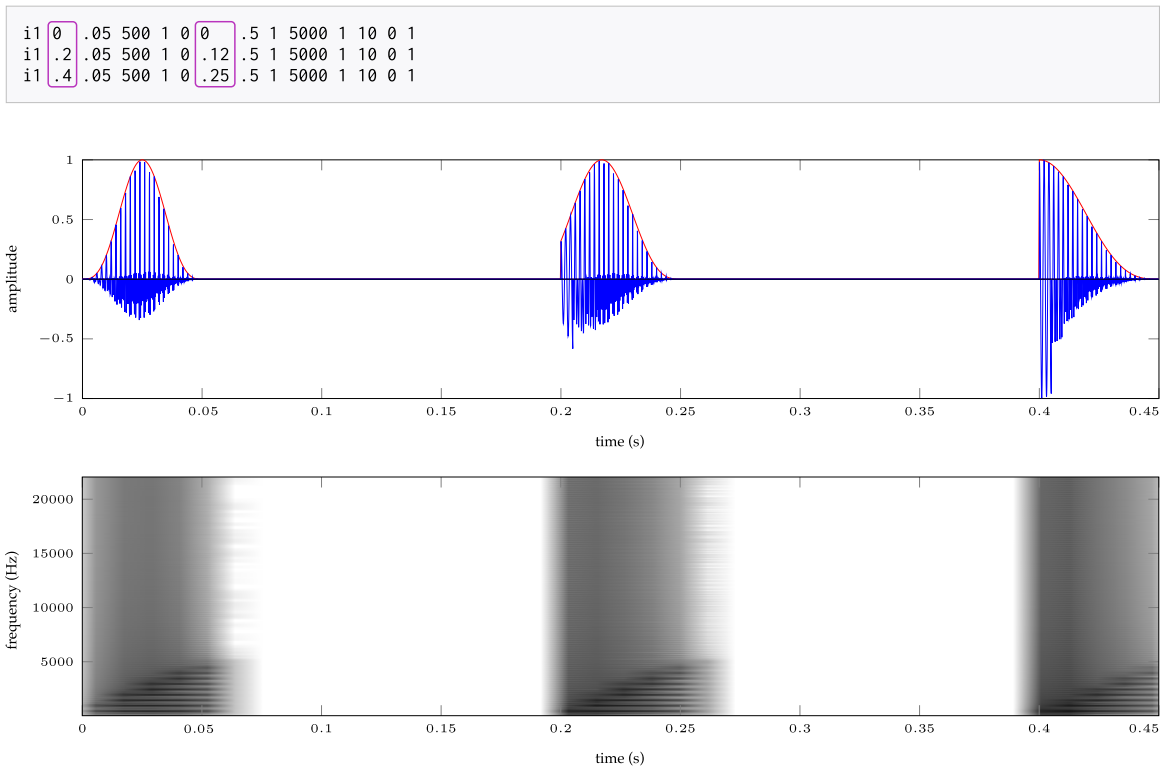 i1 0 .05 500 1 0 0 .5 1 5000 1 10 0 1
i1 .2 .05 500 1 0 .12 .5 1 5000 1 10 0 1
i1 .4 .05 500 1 0 .25 .5 1 5000 1 10 0 1
amplitude
1
0.5
0
−0.5
−1
0 0.05 0.1 0.15 0.2 0.25 0.3 0.35 0.4 0.45
time (s)
frequency (Hz)
20000
15000
10000
5000
0 0.05 0.1 0.15 0.2 0.25 0.3 0.35 0.4 0.45
time (s)